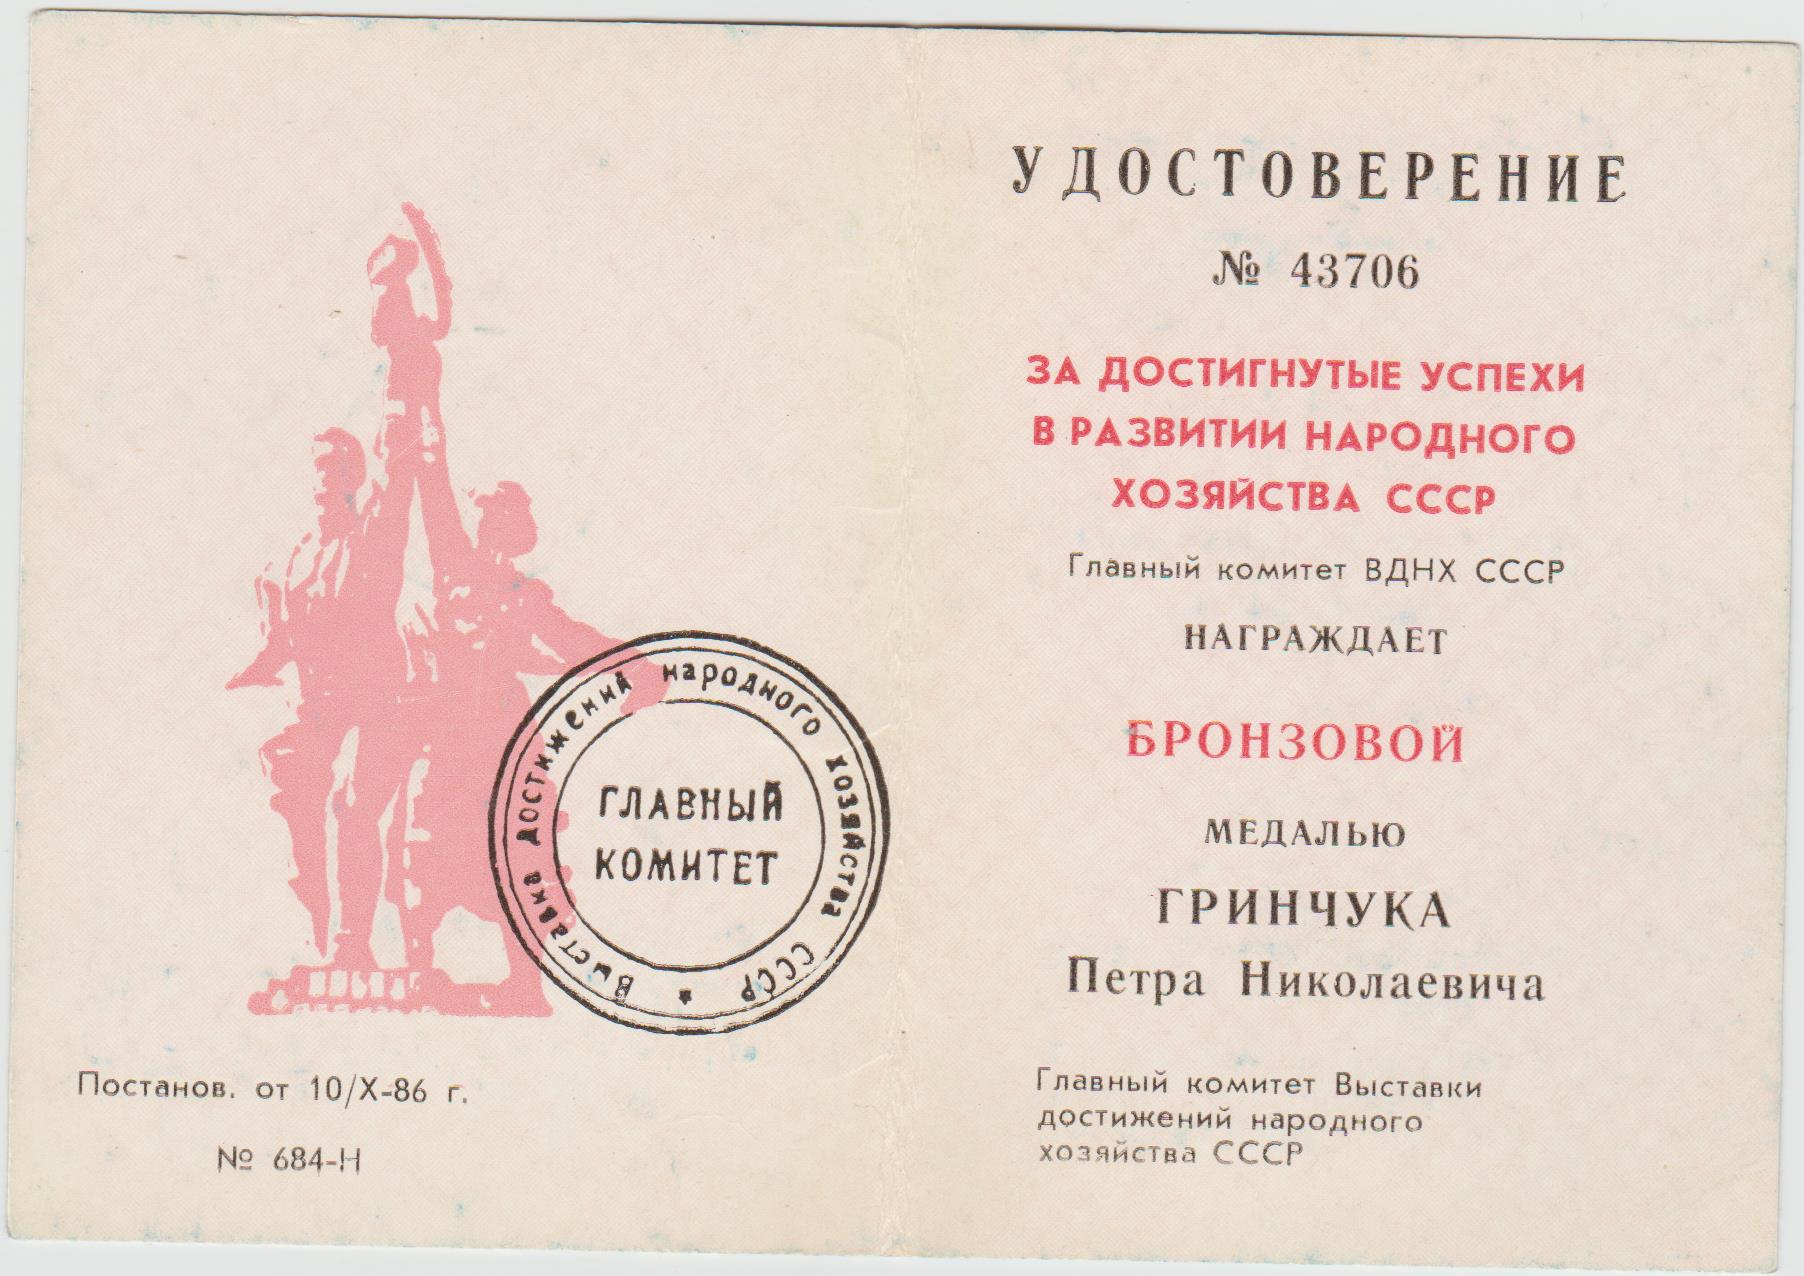 Выставка достижений народного хозяйства СССР ★
ГЛАВНЫЙ
КОМИТЕТ
Постанов. от 10/X-86 г.
№ 684-Н
УДОСТОВЕРЕНИЕ
№ 43706
ЗА ДОСТИГНУТЫЕ УСПЕХИ
В РАЗВИТИИ НАРОДНОГО
ХОЗЯЙСТВА СССР
Главный комитет ВДНХ СССР
НАГРАЖДАЕТ
БРОНЗОВОЙ
МЕДАЛЬЮ
ГРИНЧУКА
Петра Николаевича
Главный комитет Выставки
достижений народного
хозяйства СССР